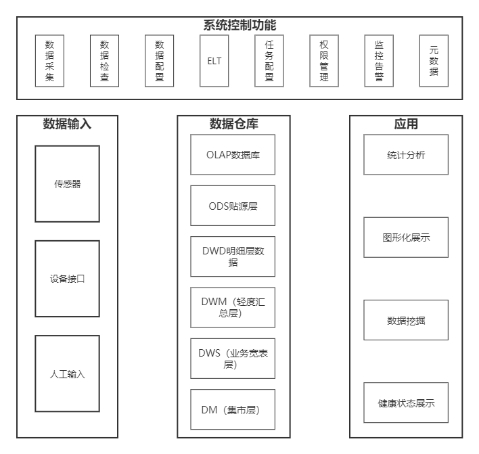 系统控制功能
数据采集
数据检查
数据配置
ELT
任务配置
权限管理
监控告警
元数据
数据输入
传感器
设备接口
人工输入
数据仓库
OLAP数据库
ODS贴源层
DWD明细层数
据
DWM（轻度汇
总层）
DWS（业务宽表
层）
DM（集市层）
应用
统计分析
图形化展示
数据挖掘
健康状态展示